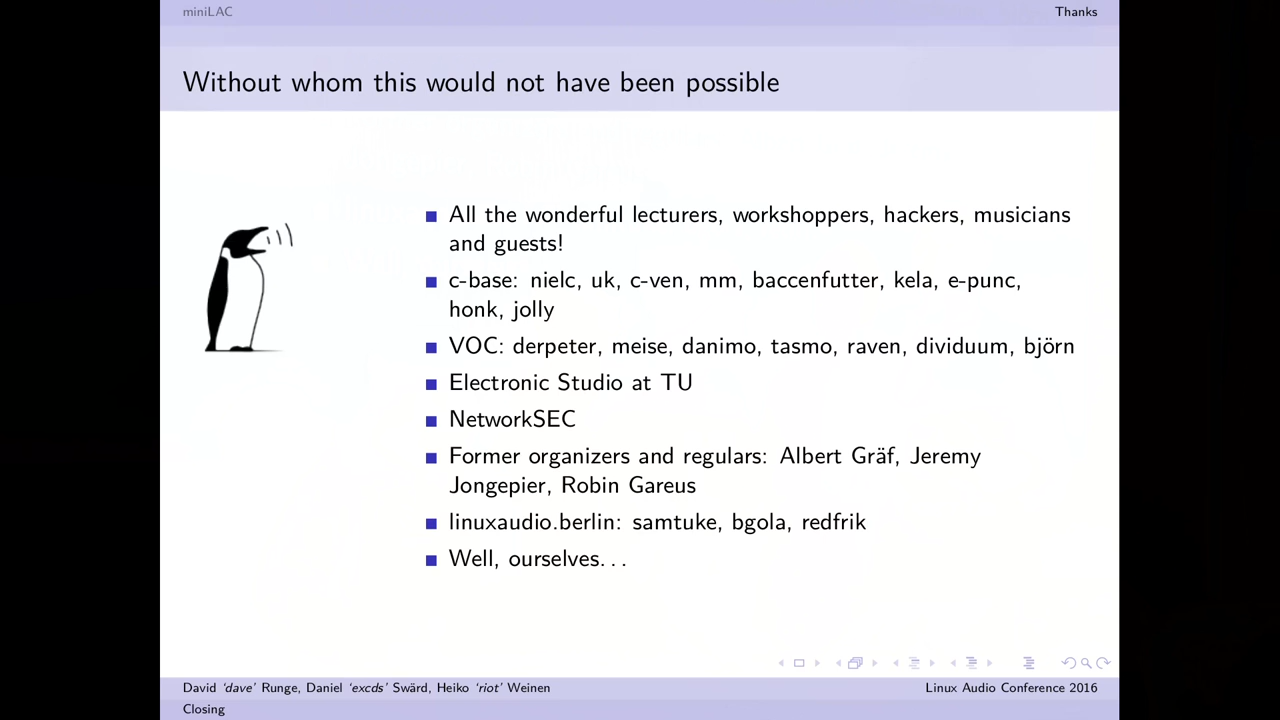 miniLAC
Thanks
Without whom this would not have been possible
All the wonderful lecturers, workshoppers, hackers, musicians
and guests!
c-base: nielc, uk, c-ven, mm, baccenfutter, kela, e-punc,
honk, jolly
VOC: derpeter, meise, danimo, tasmo, raven, dividuum, björn
Electronic Studio at TU
NetworkSEC
Former organizers and regulars: Albert Gräf, Jeremy
Jongepier, Robin Gareus
linuxaudio.berlin: samtuke, bgola, redfrik
Well, ourselves...
David ‘dave’ Runge, Daniel ‘excds’ Swärd, Heiko ‘riot’ Weinen
Linux Audio Conference 2016
Closing